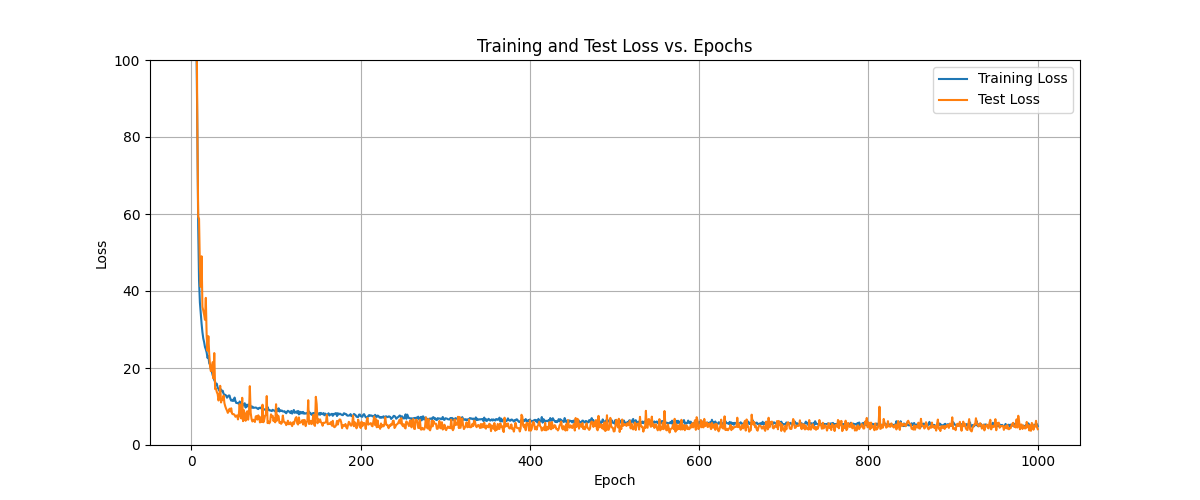 Training and Test Loss vs. Epochs
100
80
60
40
20
0
Loss
Training Loss
Test Loss
0 200 400 600 800 1000
Epoch